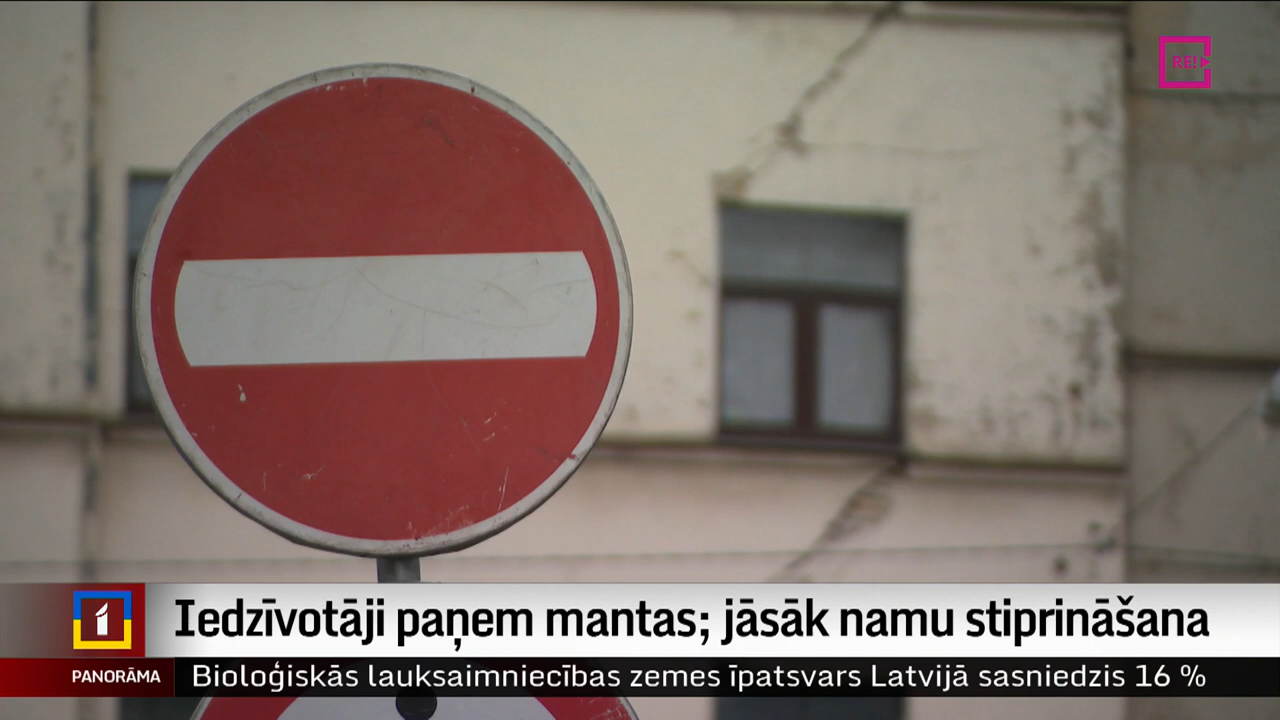 RE!
Iedzīvotāji paņem mantas; jāsāk namu stiprināšana
1
PANORĀMA
Bioloģiskās lauksaimniecības zemes īpatsvars Latvijā sasniedzis 16 %